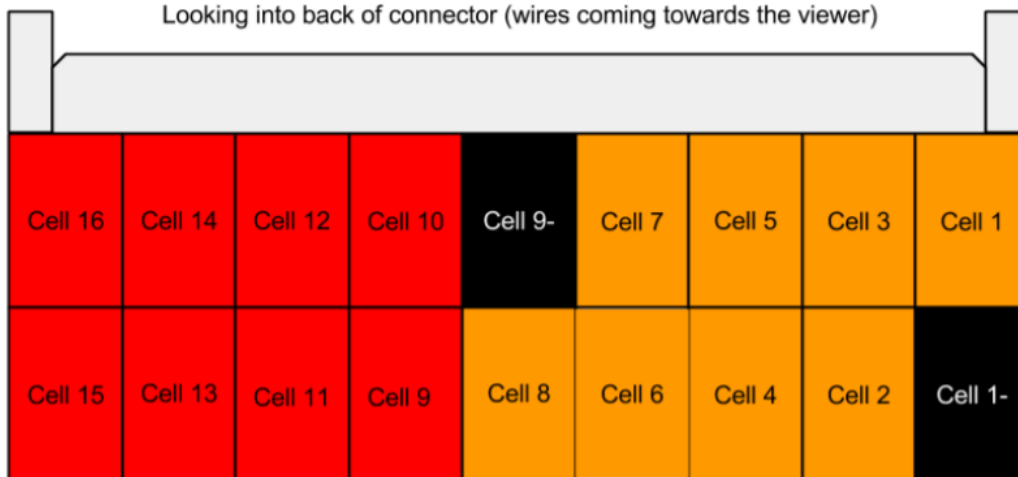 Looking into back of connector (wires coming towards the viewer)
Cell 16 Cell 14 Cell 12 Cell 10 Cell 9- Cell 7 Cell 5 Cell 3 Cell 1
Cell 15 Cell 13 Cell 11 Cell 9 Cell 8 Cell 6 Cell 4 Cell 2 Cell 1-